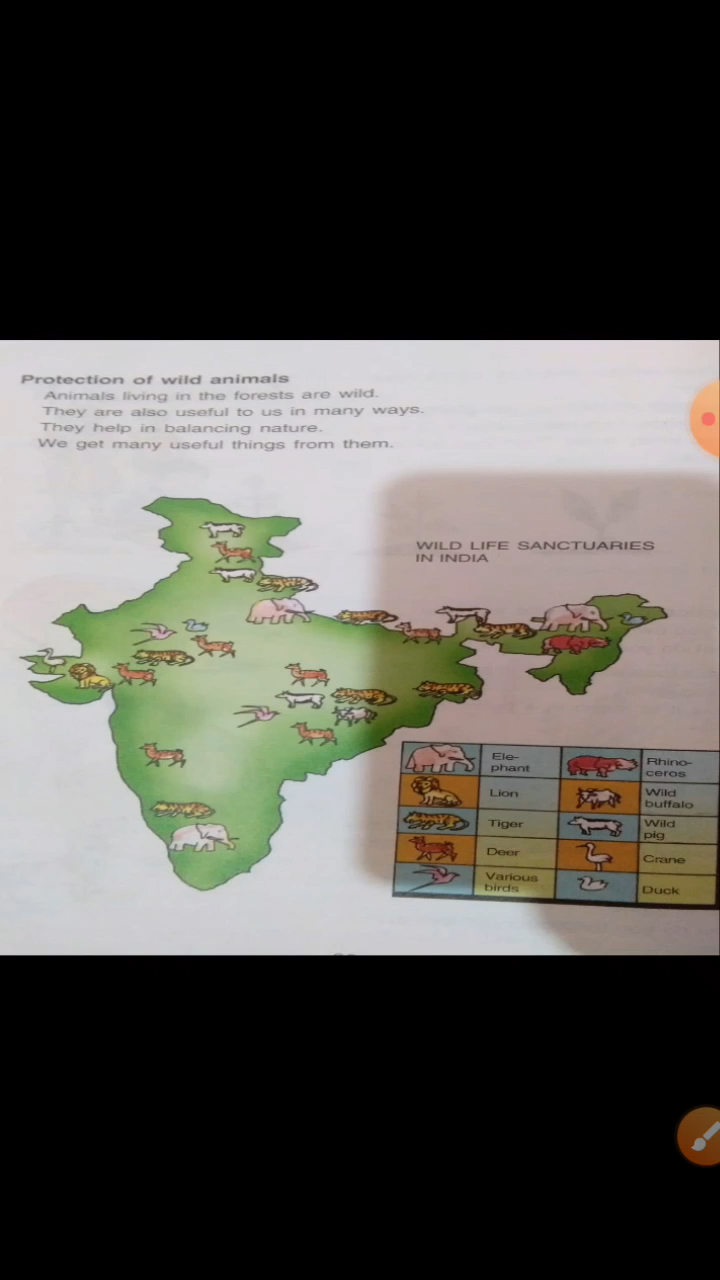 Protection of wild animals
Animals living in the forests are wild.
They are also useful to us in many ways.
They help in balancing nature.
We get many useful things from them.
WILD LIFE SANCTUARIES
IN INDIA
Ele-
phant
Rhino-
ceros
Lion
Wild
buffalo
Tiger
Wild
pig
Deer
Crane
Various
birds
Duck